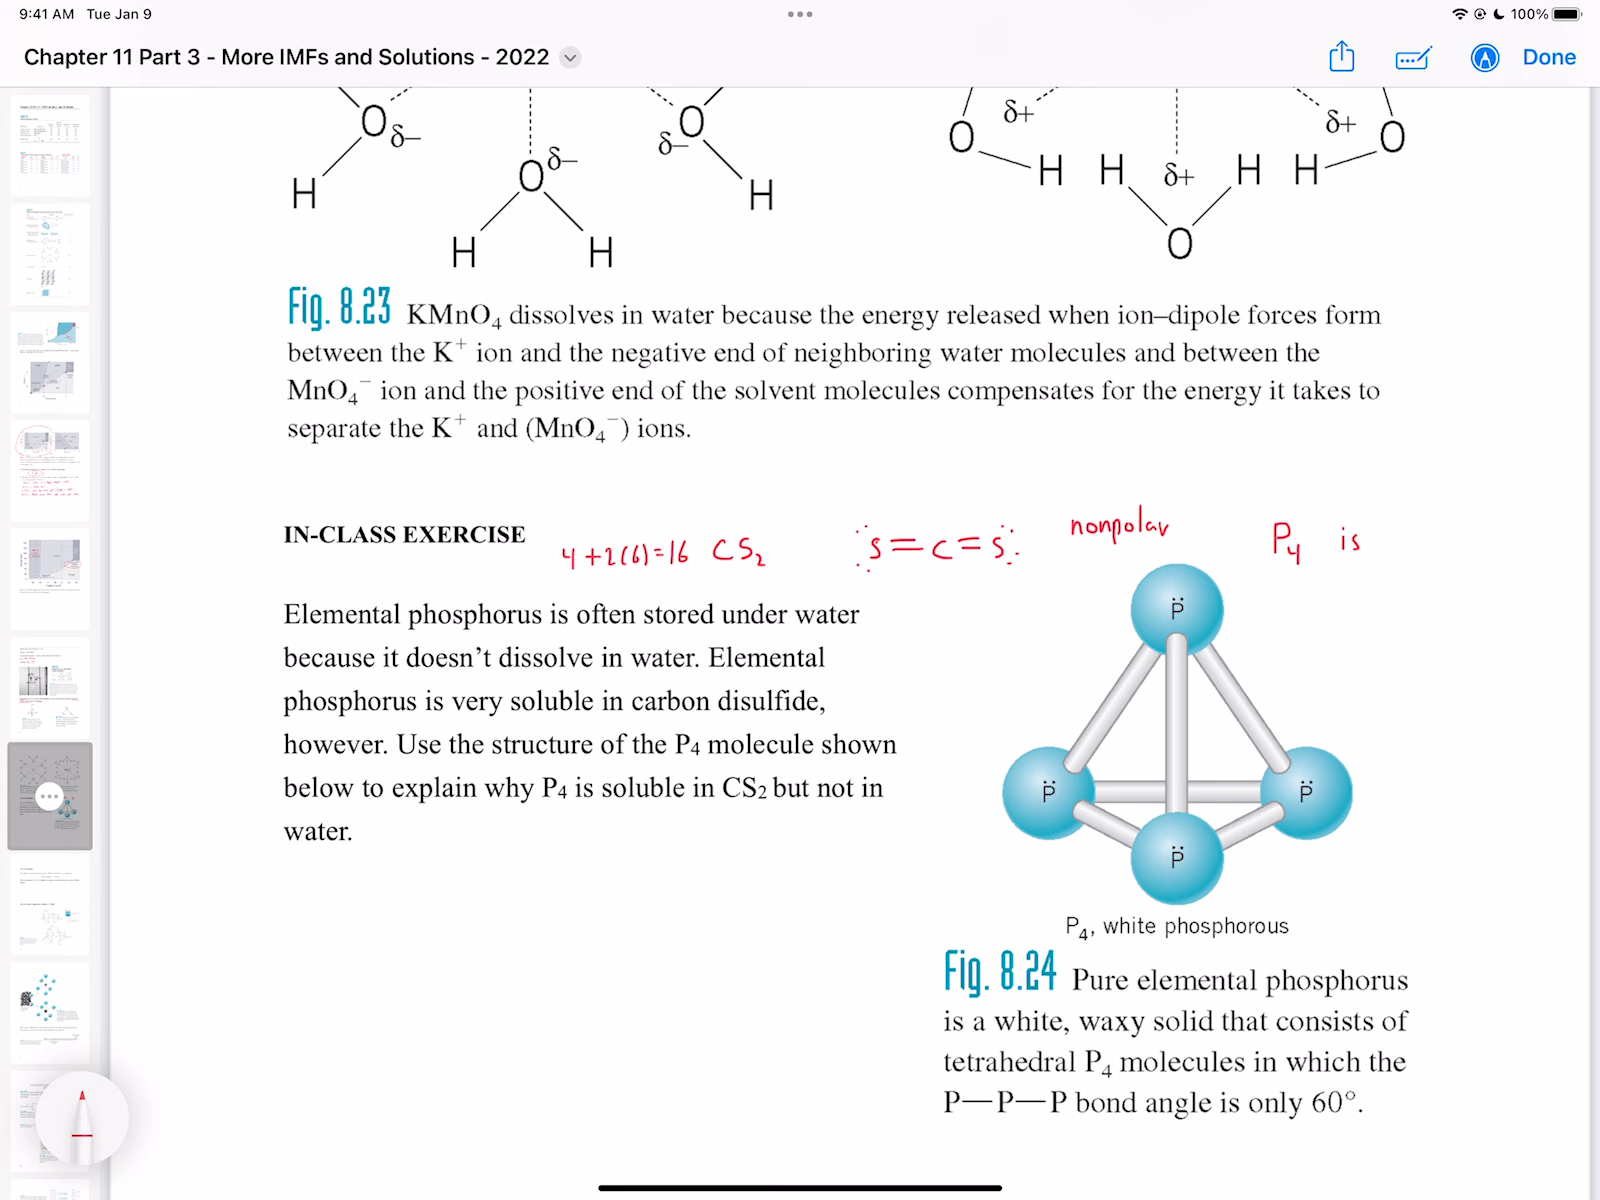 9:41 AM Tue Jan 9
100%
Chapter 11 Part 3 - More IMFs and Solutions - 2022
Done
O δ– δ– O δ+ δ+
O O
H O δ– H H H δ+ H H
H H O
Fig. 8.23 KMnO₄ dissolves in water because the energy released when ion–dipole forces form
between the K⁺ ion and the negative end of neighboring water molecules and between the
MnO₄⁻ ion and the positive end of the solvent molecules compensates for the energy it takes to
separate the K⁺ and (MnO₄⁻) ions.
IN-CLASS EXERCISE
4+2(6)=16 CS₂
S=C=S
nonpolar
P₄ is
Elemental phosphorus is often stored under water
because it doesn’t dissolve in water. Elemental
phosphorus is very soluble in carbon disulfide,
however. Use the structure of the P₄ molecule shown
below to explain why P₄ is soluble in CS₂ but not in
water.
P
P P
P
P₄, white phosphorous
Fig. 8.24 Pure elemental phosphorus
is a white, waxy solid that consists of
tetrahedral P₄ molecules in which the
P—P—P bond angle is only 60°.